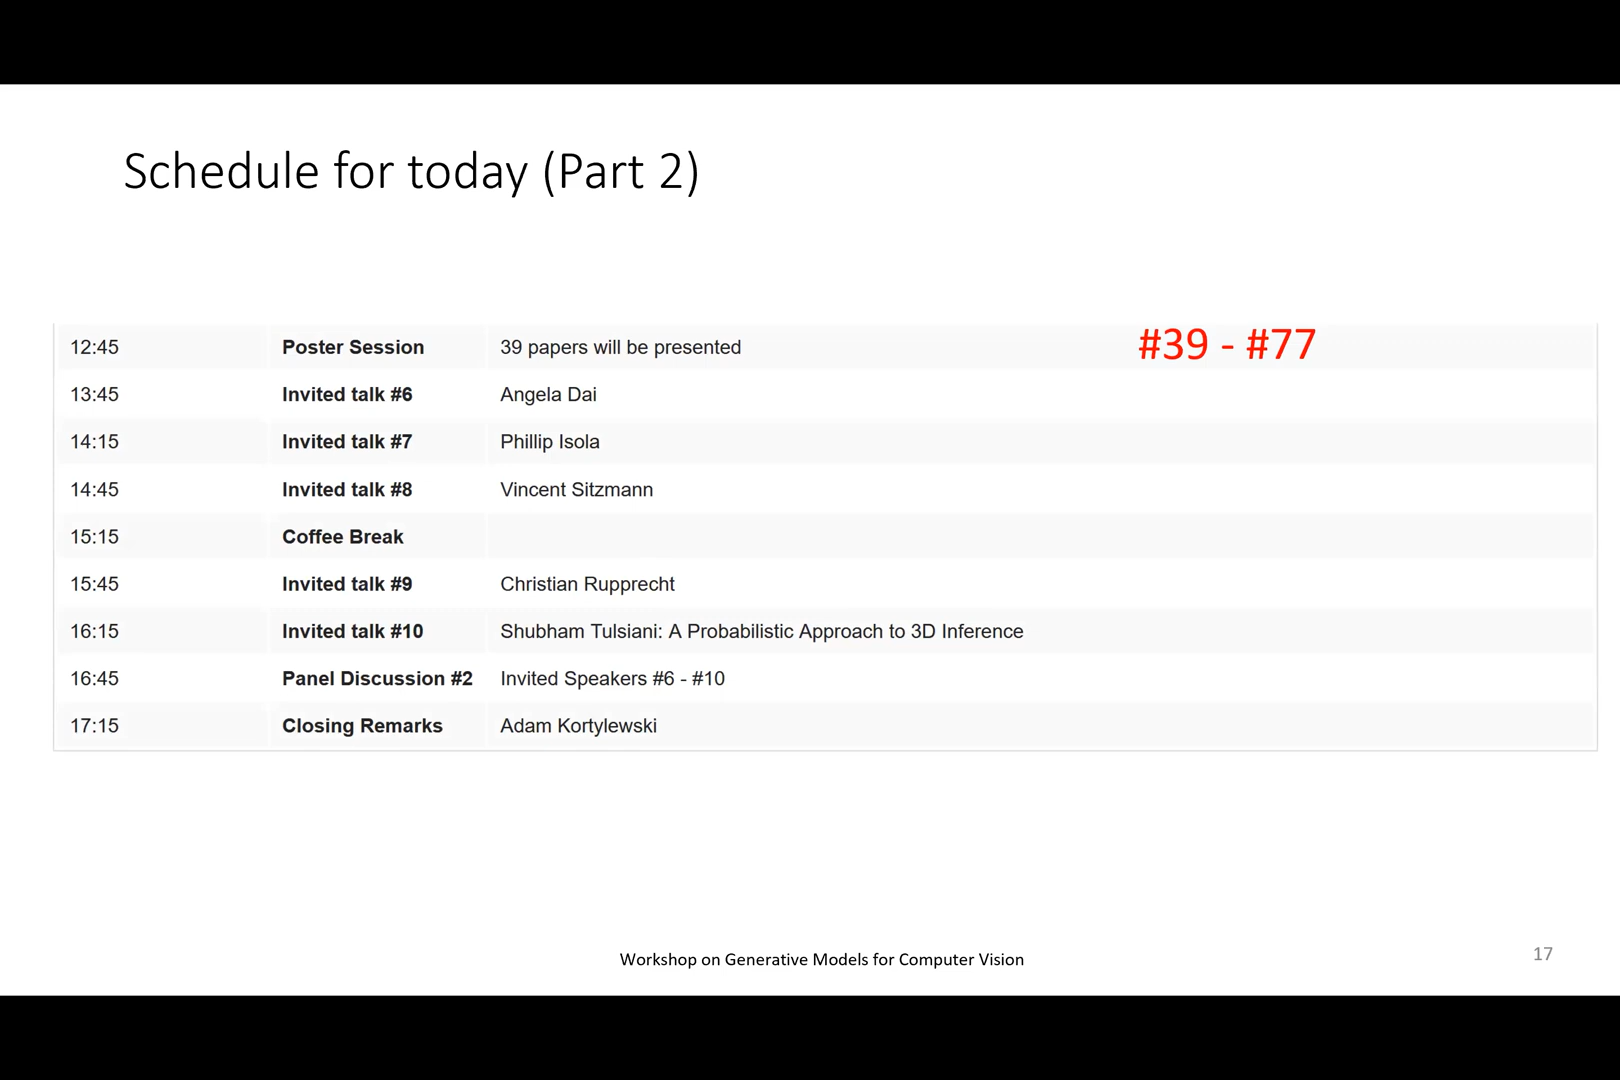 Schedule for today (Part 2)
12:45 Poster Session 39 papers will be presented #39 - #77
13:45 Invited talk #6 Angela Dai
14:15 Invited talk #7 Phillip Isola
14:45 Invited talk #8 Vincent Sitzmann
15:15 Coffee Break
15:45 Invited talk #9 Christian Rupprecht
16:15 Invited talk #10 Shubham Tulsiani: A Probabilistic Approach to 3D Inference
16:45 Panel Discussion #2 Invited Speakers #6 - #10
17:15 Closing Remarks Adam Kortylewski
Workshop on Generative Models for Computer Vision
17